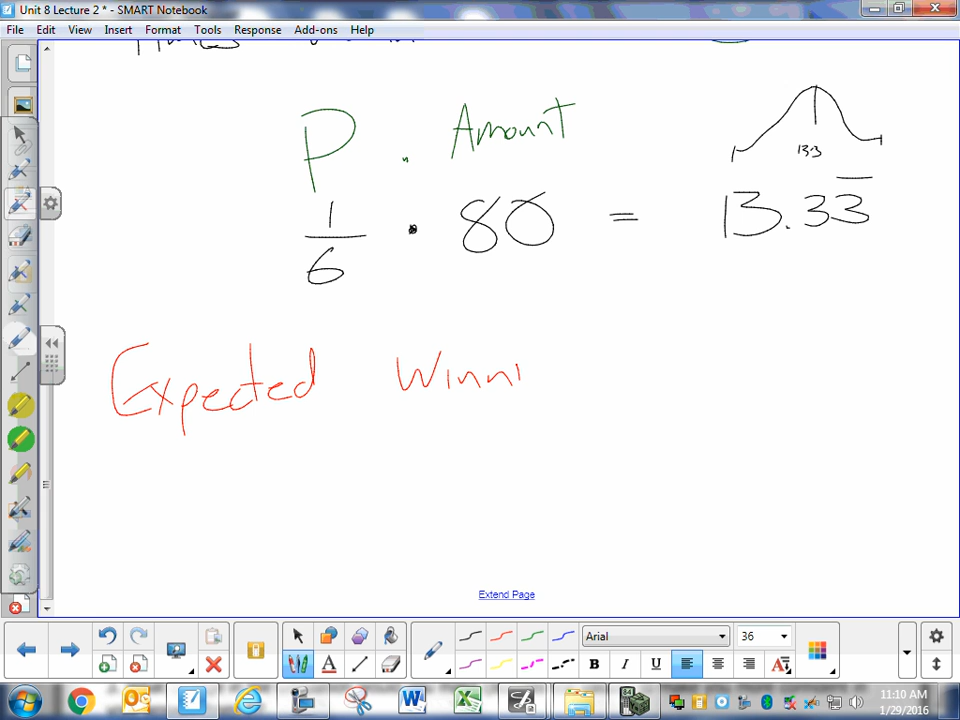 Unit 8 Lecture 2 * - SMART Notebook
File Edit View Insert Format Tools Response Add-ons Help
P . Amount
13.3
1/6 · 80 = 13.33̅
Expected Winni
Extend Page
Arial 36
B I U A
11:10 AM
1/29/2016